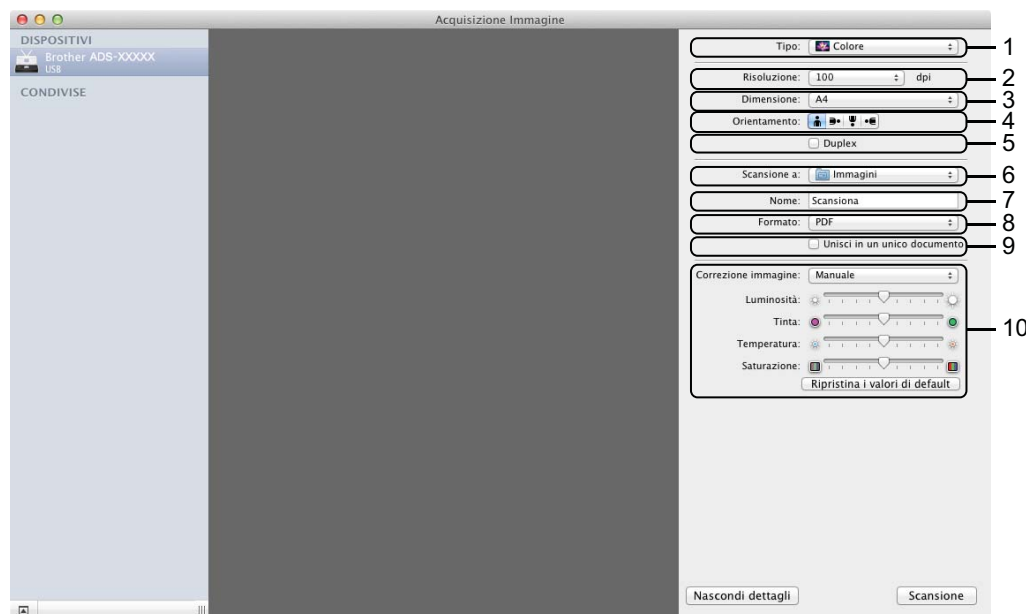 Acquisizione Immagine
DISPOSITIVI
Brother ADS-XXXXX
USB
CONDIVISE
Tipo: Colore 1
Risoluzione: 100 dpi 2
Dimensione: A4 3
Orientamento: 4
Duplex 5
Scansione a: Immagini 6
Nome: Scansiona 7
Formato: PDF 8
Unisci in un unico documento 9
Correzione immagine: Manuale
Luminosità:
Tinta:
10
Temperatura:
Saturazione:
Ripristina i valori di default
Nascondi dettagli Scansione